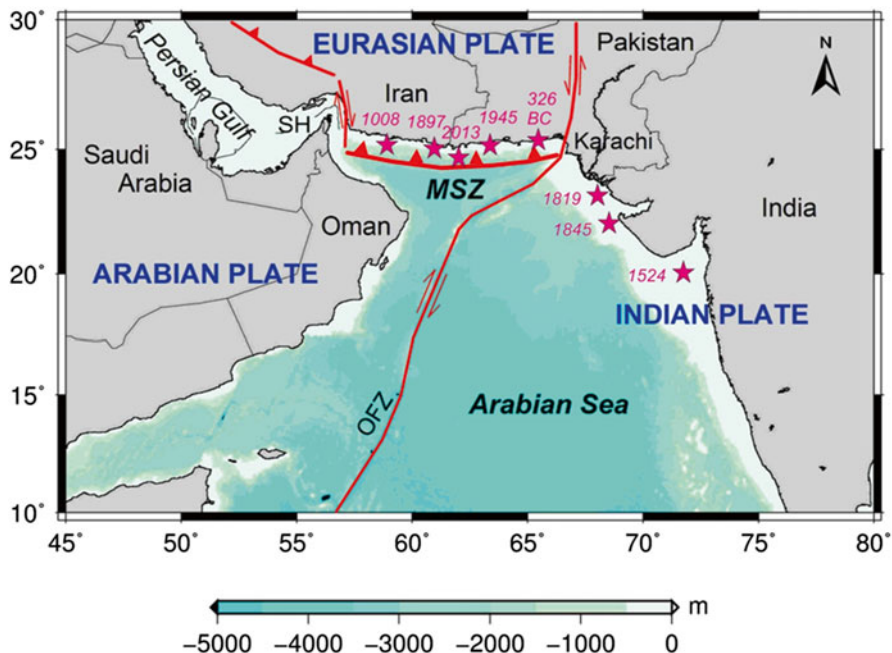 30˚
25˚
20˚
15˚
10˚
EURASIAN PLATE
Pakistan
N
Persian Gulf
Iran
326
BC
1945
1008
1897
2013
SH
Karachi
Saudi
Arabia
MSZ
1819
India
Oman
1845
ARABIAN PLATE
1524
INDIAN PLATE
OFZ
Arabian Sea
45˚ 50˚ 55˚ 60˚ 65˚ 70˚ 75˚ 80˚
m
−5000 −4000 −3000 −2000 −1000 0